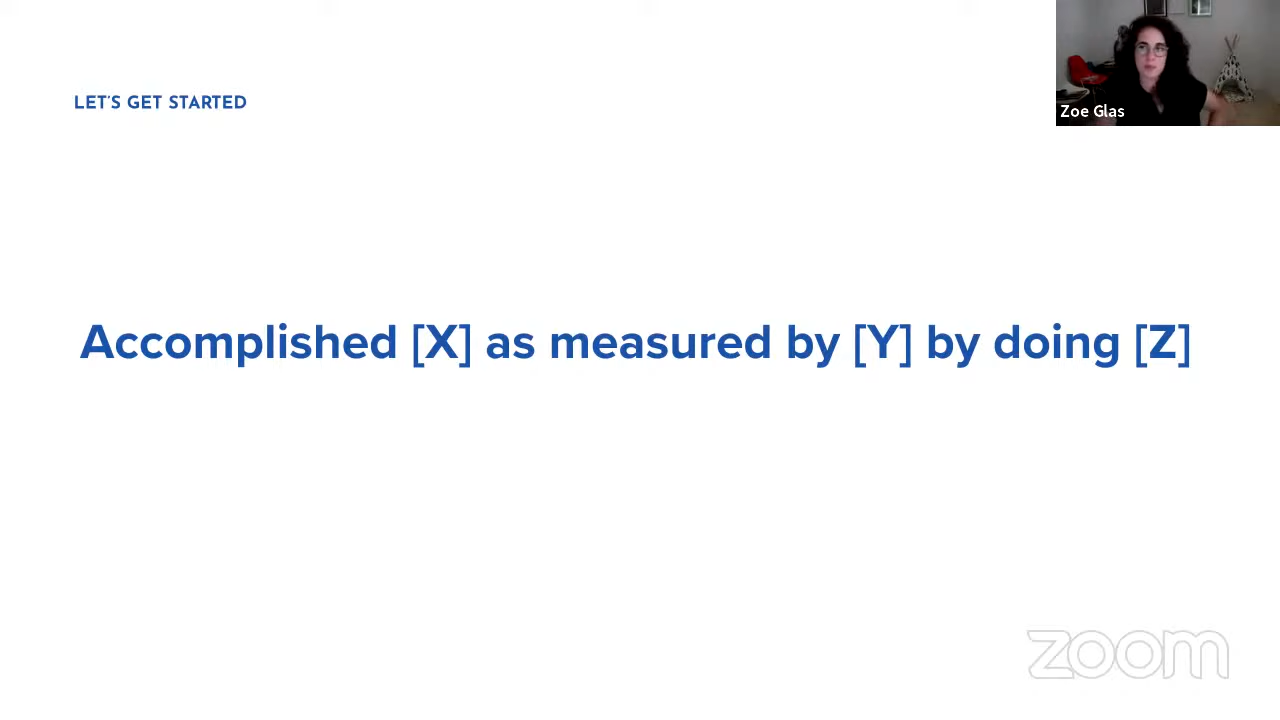 LET'S GET STARTED
Zoe Glas
Accomplished [X] as measured by [Y] by doing [Z]
zoom